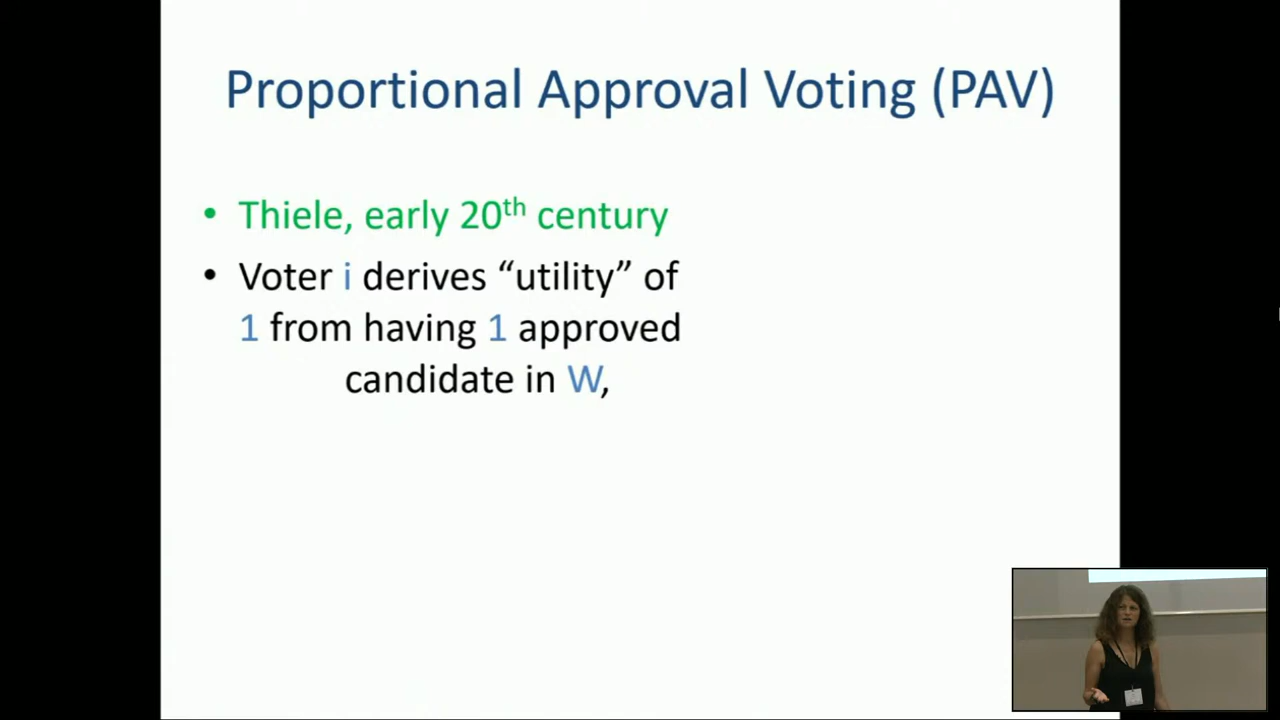 Proportional Approval Voting (PAV)
• Thiele, early 20th century
• Voter i derives “utility” of
1 from having 1 approved
candidate in W,